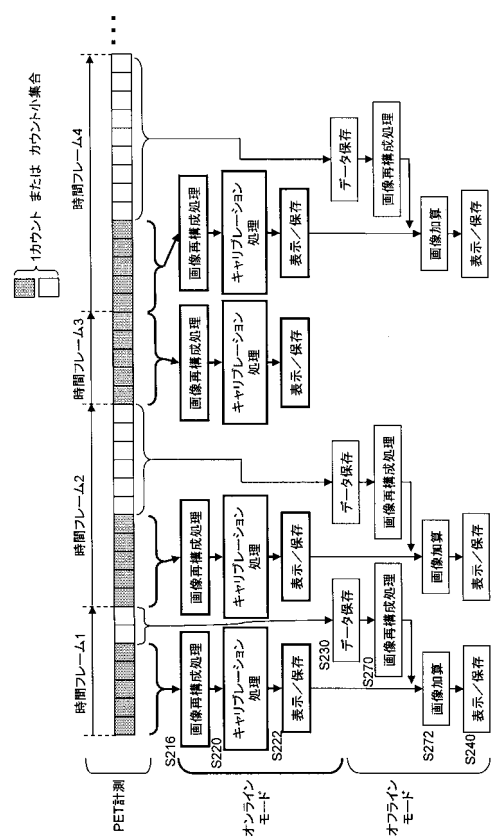 1カウント または カウント小集合
時間フレーム1
時間フレーム2
時間フレーム3
時間フレーム4
PET計測
S216
画像再構成処理
画像再構成処理
画像再構成処理
画像再構成処理
S220
キャリブレーション
処理
キャリブレーション
処理
キャリブレーション
処理
キャリブレーション
処理
オンライン
モード
S222
表示／保存
表示／保存
表示／保存
表示／保存
S230
データ保存
データ保存
データ保存
S270
画像再構成処理
画像再構成処理
画像再構成処理
オフライン
モード
S272
画像加算
画像加算
画像加算
S240
表示／保存
表示／保存
表示／保存